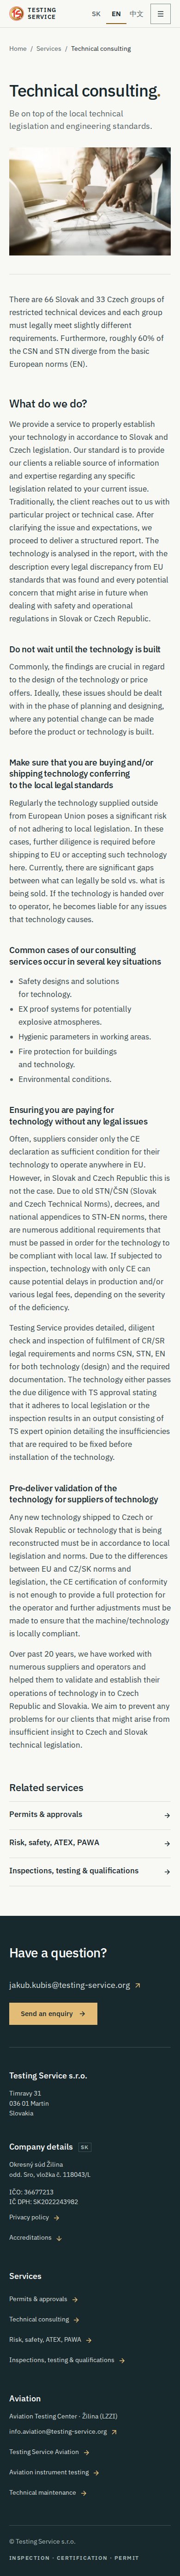 TESTING
SERVICE
SK EN 中文
Home / Services / Technical consulting
Technical consulting.
Be on top of the local technical
legislation and engineering standards.
There are 66 Slovak and 33 Czech groups of
restricted technical devices and each group
must legally meet slightly different
requirements. Furthermore, roughly 60% of
the CSN and STN diverge from the basic
European norms (EN).
What do we do?
We provide a service to properly establish
your technology in accordance to Slovak and
Czech legislation. Our standard is to provide
our clients a reliable source of information
and expertise regarding any specific
legislation related to your current issue.
Traditionally, the client reaches out to us with
particular project or technical case. After
clarifying the issue and expectations, we
proceed to deliver a structured report. The
technology is analysed in the report, with the
description every legal discrepancy from EU
standards that was found and every potential
concern that might arise in future when
dealing with safety and operational
regulations in Slovak or Czech Republic.
Do not wait until the technology is built
Commonly, the findings are crucial in regard
to the design of the technology or price
offers. Ideally, these issues should be dealt
with in the phase of planning and designing,
where any potential change can be made
before the product or technology is built.
Make sure that you are buying and/or
shipping technology conferring
to the local legal standards
Regularly the technology supplied outside
from European Union poses a significant risk
of not adhering to local legislation. In these
cases, further diligence is required before
shipping to EU or accepting such technology
here. Currently, there are significant gaps
between what can legally be sold vs. what is
being sold. If the technology is handed over
to operator, he becomes liable for any issues
that technology causes.
Common cases of our consulting
services occur in several key situations
• Safety designs and solutions
for technology.
• EX proof systems for potentially
explosive atmospheres.
• Hygienic parameters in working areas.
• Fire protection for buildings
and technology.
• Environmental conditions.
Ensuring you are paying for
technology without any legal issues
Often, suppliers consider only the CE
declaration as sufficient condition for their
technology to operate anywhere in EU.
However, in Slovak and Czech Republic this is
not the case. Due to old STN/ČSN (Slovak
and Czech Technical Norms), decrees, and
national appendices to STN-EN norms, there
are numerous additional requirements that
must be passed in order for the technology to
be compliant with local law. If subjected to
inspection, technology with only CE can
cause potential delays in production and/or
various legal fees, depending on the severity
of the deficiency.
Testing Service provides detailed, diligent
check and inspection of fulfilment of CR/SR
legal requirements and norms CSN, STN, EN
for both technology (design) and the required
documentation. The technology either passes
the due diligence with TS approval stating
that it adheres to local legislation or the
inspection results in an output consisting of
TS expert opinion detailing the insufficiencies
that are required to be fixed before
installation of the technology.
Pre-deliver validation of the
technology for suppliers of technology
Any new technology shipped to Czech or
Slovak Republic or technology that is being
reconstructed must be in accordance to local
legislation and norms. Due to the differences
between EU and CZ/SK norms and
legislation, the CE certification of conformity
is not enough to provide a full protection for
the operator and further adjustments must be
made to ensure that the machine/technology
is locally compliant.
Over past 20 years, we have worked with
numerous suppliers and operators and
helped them to validate and establish their
operations of technology in to Czech
Republic and Slovakia. We aim to prevent any
problems for our clients that might arise from
insufficient insight to Czech and Slovak
technical legislation.
Related services
Permits & approvals →
Risk, safety, ATEX, PAWA →
Inspections, testing & qualifications →
Have a question?
jakub.kubis@testing-service.org ↗
Send an enquiry →
Testing Service s.r.o.
Timravy 31
036 01 Martin
Slovakia
Company details SK
Okresný súd Žilina
odd. Sro, vložka č. 118043/L
IČO: 36677213
IČ DPH: SK2022243982
Privacy policy →
Accreditations ↓
Services
Permits & approvals →
Technical consulting →
Risk, safety, ATEX, PAWA →
Inspections, testing & qualifications →
Aviation
Aviation Testing Center · Žilina (LZZI)
info.aviation@testing-service.org ↗
Testing Service Aviation →
Aviation instrument testing →
Technical maintenance →
© Testing Service s.r.o.
INSPECTION · CERTIFICATION · PERMIT